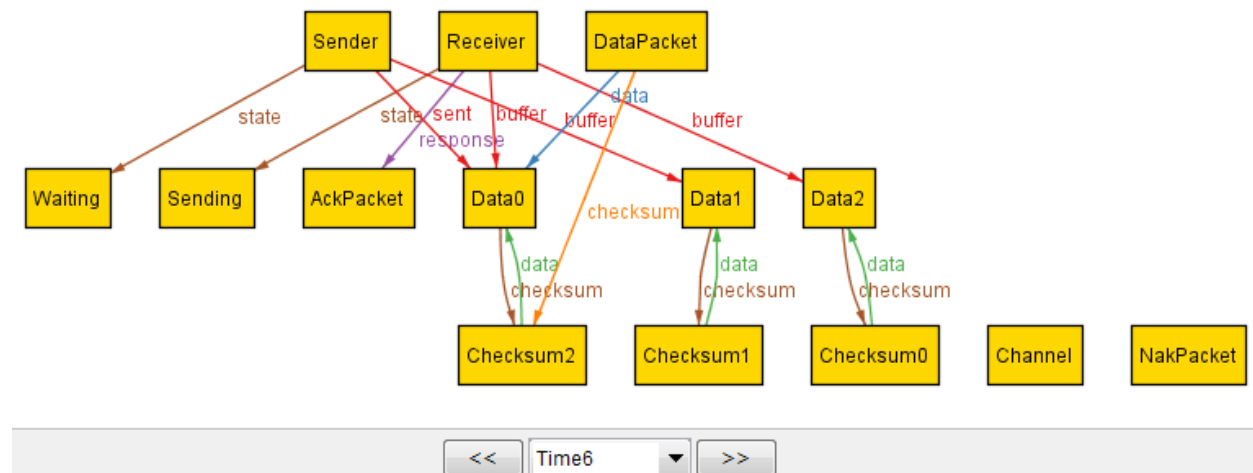 Sender
Receiver
DataPacket
state
state
sent
buffer
buffer
data
buffer
response
Waiting
Sending
AckPacket
Data0
Data1
Data2
checksum
data
checksum
data
checksum
data
checksum
Checksum2
Checksum1
Checksum0
Channel
NakPacket
<<
Time6
>>